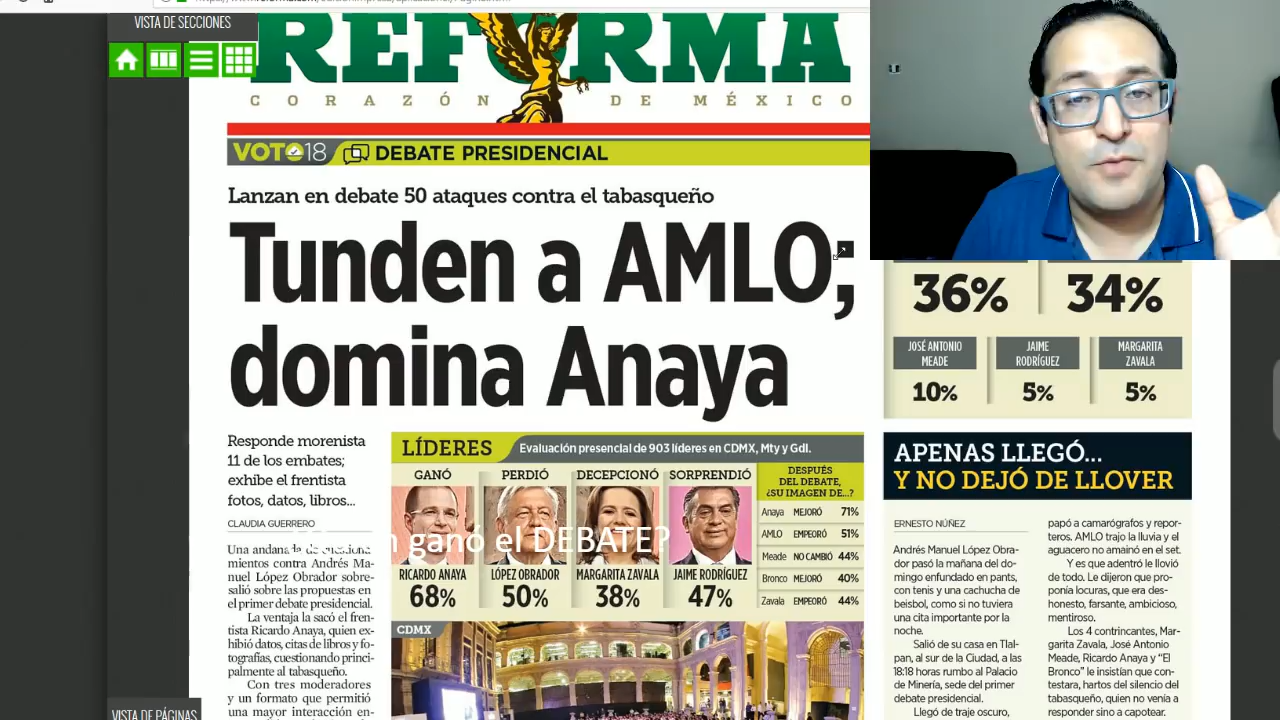 VISTA DE SECCIONES
REFORMA
CORAZÓN DE MÉXICO
VOTO18 DEBATE PRESIDENCIAL
Lanzan en debate 50 ataques contra el tabasqueño
Tunden a AMLO;
domina Anaya
36% 34%
JOSÉ ANTONIO
MEADE
10%
JAIME
RODRÍGUEZ
5%
MARGARITA
ZAVALA
5%
Responde morenista
11 de los embates;
exhibe el frentista
fotos, datos, libros...
CLAUDIA GUERRERO
Una andanada de cuestiona-
mientos contra Andrés Ma-
nuel López Obrador sobre-
salió sobre las propuestas en
el primer debate presidencial.
La ventaja la sacó el fren-
tista Ricardo Anaya, quien ex-
hibió datos, citas de libros y fo-
tografías, cuestionando princi-
palmente al tabasqueño.
Con tres moderadores
y un formato que permitió
una mayor interacción en-
LÍDERES
Evaluación presencial de 903 líderes en CDMX, Mty y Gdl.
GANÓ
RICARDO ANAYA
68%
PERDIÓ
LÓPEZ OBRADOR
50%
DECEPCIONÓ
MARGARITA ZAVALA
38%
SORPRENDIÓ
JAIME RODRÍGUEZ
47%
ganó el DEBATE?
DESPUÉS
DEL DEBATE,
¿SU IMAGEN DE...?
Anaya MEJORÓ 71%
AMLO EMPEORÓ 51%
Meade NO CAMBIÓ 44%
Bronco MEJORÓ 40%
Zavala EMPEORÓ 44%
CDMX
APENAS LLEGÓ...
Y NO DEJÓ DE LLOVER
ERNESTO NÚÑEZ
Andrés Manuel López Obra-
dor pasó la mañana del do-
mingo enfundado en pants,
con tenis y una cachucha de
beisbol, como si no tuviera
una cita importante por la
noche.
Salió de su casa en Tlal-
pan, al sur de la Ciudad, a las
18:18 horas rumbo al Palacio
de Minería, sede del primer
debate presidencial.
Llegó de traje oscuro,
papó a camarógrafos y repor-
teros. AMLO trajo la lluvia y el
aguacero no amainó en el set.
Y es que adentro le llovió
de todo. Le dijeron que pro-
ponía locuras, que era des-
honesto, farsante, ambicioso,
mentiroso.
Los 4 contrincantes, Mar-
garita Zavala, José Antonio
Meade, Ricardo Anaya y “El
Bronco” le insistían que con-
testara, hartos del silencio del
tabasqueño, quien no venía a
responder sino a capotear.
VISTA DE PÁGINAS